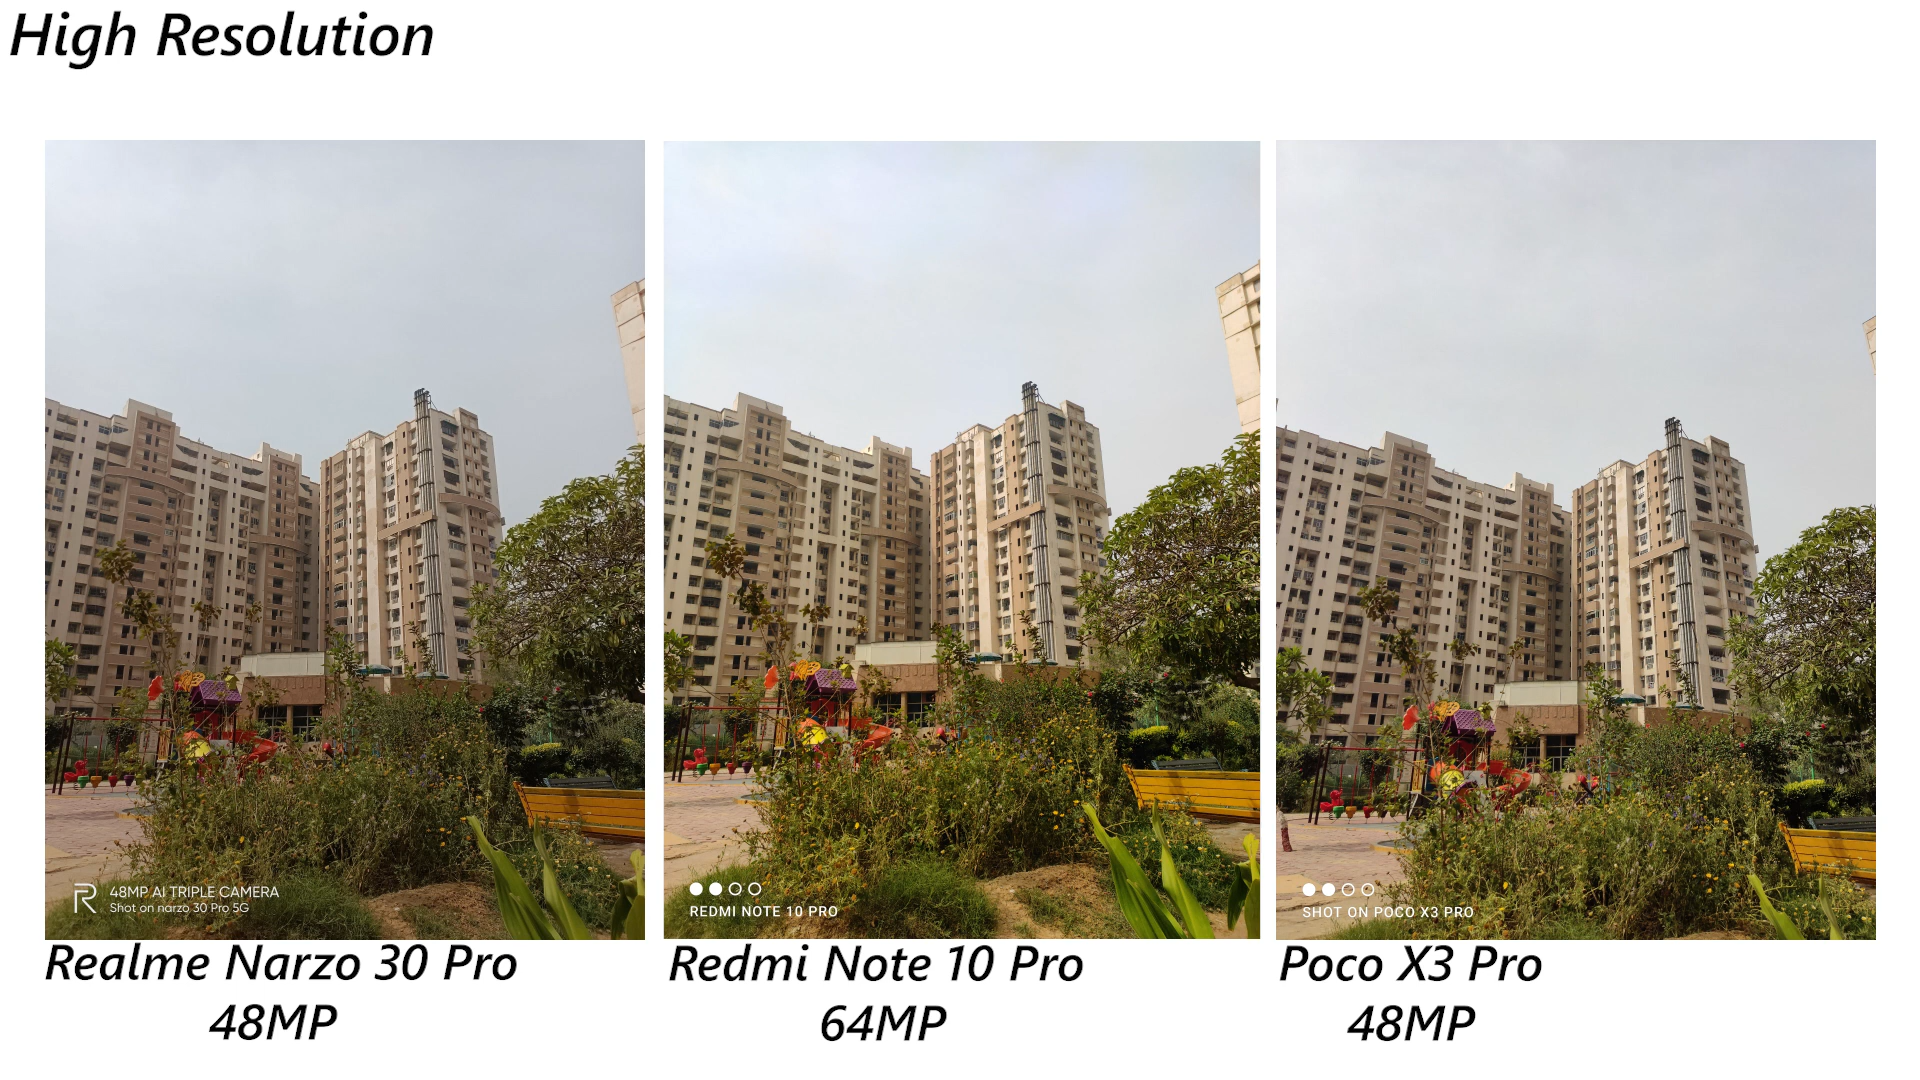 High Resolution
48MP AI TRIPLE CAMERA
Shot on narzo 30 Pro 5G
REDMI NOTE 10 PRO
SHOT ON POCO X3 PRO
Realme Narzo 30 Pro
48MP
Redmi Note 10 Pro
64MP
Poco X3 Pro
48MP